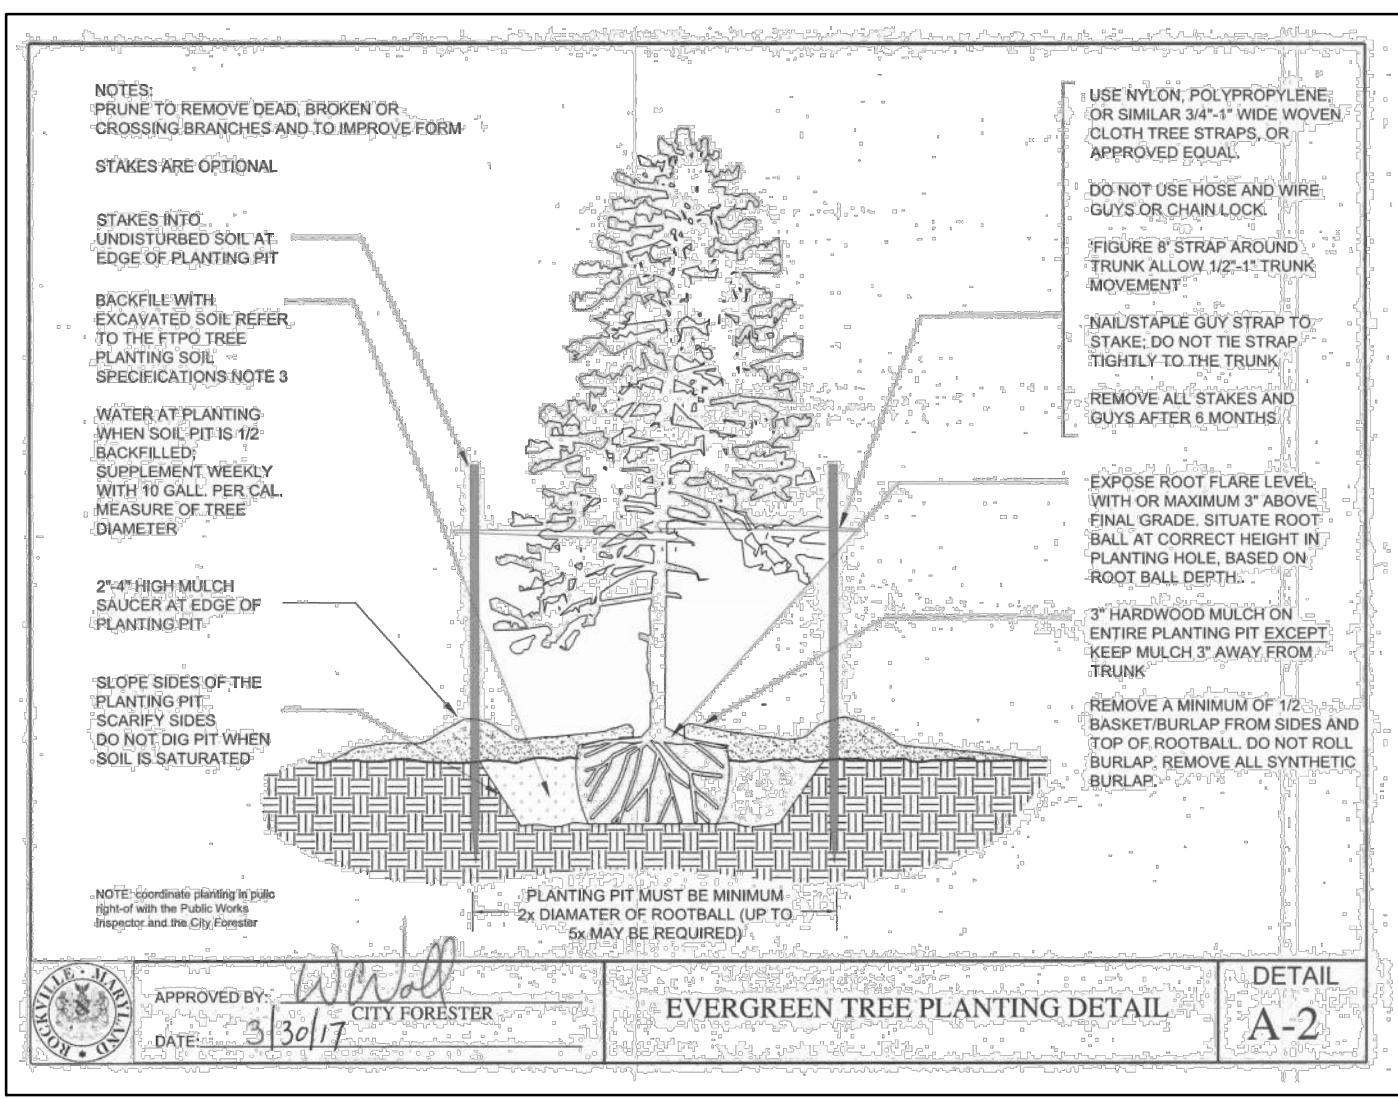 NOTES:
PRUNE TO REMOVE DEAD, BROKEN OR
CROSSING BRANCHES AND TO IMPROVE FORM
STAKES ARE OPTIONAL
STAKES INTO
UNDISTURBED SOIL AT
EDGE OF PLANTING PIT
BACKFILL WITH
EXCAVATED SOIL REFER
TO THE FTPO TREE
PLANTING SOIL
SPECIFICATIONS NOTE 3
WATER AT PLANTING
WHEN SOIL PIT IS 1/2
BACKFILLED;
SUPPLEMENT WEEKLY
WITH 10 GALL. PER CAL.
MEASURE OF TREE
DIAMETER
2"-4" HIGH MULCH
SAUCER AT EDGE OF
PLANTING PIT
SLOPE SIDES OF THE
PLANTING PIT
SCARIFY SIDES
DO NOT DIG PIT WHEN
SOIL IS SATURATED
NOTE: coordinate planting in pulic
right-of with the Public Works
Inspector and the City Forester
USE NYLON, POLYPROPYLENE,
OR SIMILAR 3/4"-1" WIDE WOVEN
CLOTH TREE STRAPS, OR
APPROVED EQUAL.
DO NOT USE HOSE AND WIRE
GUYS OR CHAIN LOCK.
'FIGURE 8' STRAP AROUND
TRUNK ALLOW 1/2"-1" TRUNK
MOVEMENT
NAIL/STAPLE GUY STRAP TO
STAKE; DO NOT TIE STRAP
TIGHTLY TO THE TRUNK
REMOVE ALL STAKES AND
GUYS AFTER 6 MONTHS
EXPOSE ROOT FLARE LEVEL
WITH OR MAXIMUM 3" ABOVE
FINAL GRADE. SITUATE ROOT
BALL AT CORRECT HEIGHT IN
PLANTING HOLE, BASED ON
ROOT BALL DEPTH..
3" HARDWOOD MULCH ON
ENTIRE PLANTING PIT EXCEPT
KEEP MULCH 3" AWAY FROM
TRUNK
REMOVE A MINIMUM OF 1/2
BASKET/BURLAP FROM SIDES AND
TOP OF ROOTBALL. DO NOT ROLL
BURLAP. REMOVE ALL SYNTHETIC
BURLAP.
PLANTING PIT MUST BE MINIMUM
2x DIAMATER OF ROOTBALL (UP TO
5x MAY BE REQUIRED)
ROCKVILLE • MARYLAND
APPROVED BY: W Wall
CITY FORESTER
DATE: 3/30/17
EVERGREEN TREE PLANTING DETAIL
DETAIL
A-2